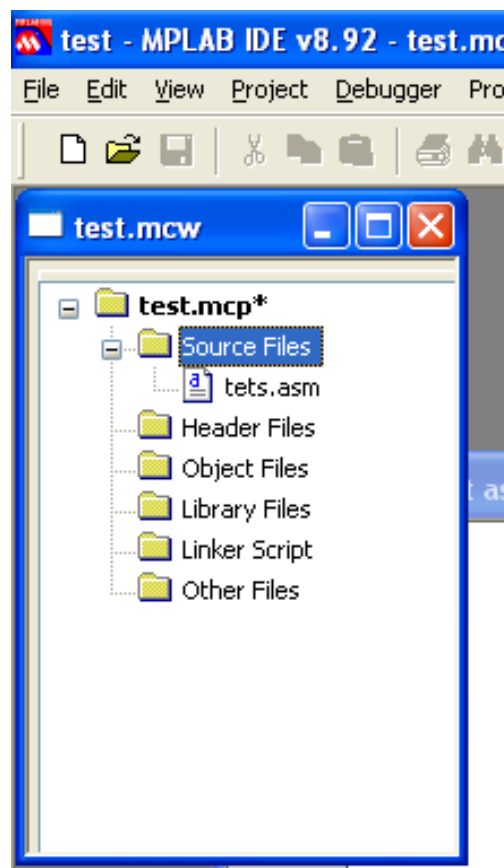 test - MPLAB IDE v8.92 - test.mc
File Edit View Project Debugger Pro
test.mcw
test.mcp*
Source Files
tets.asm
Header Files
Object Files
t as
Library Files
Linker Script
Other Files